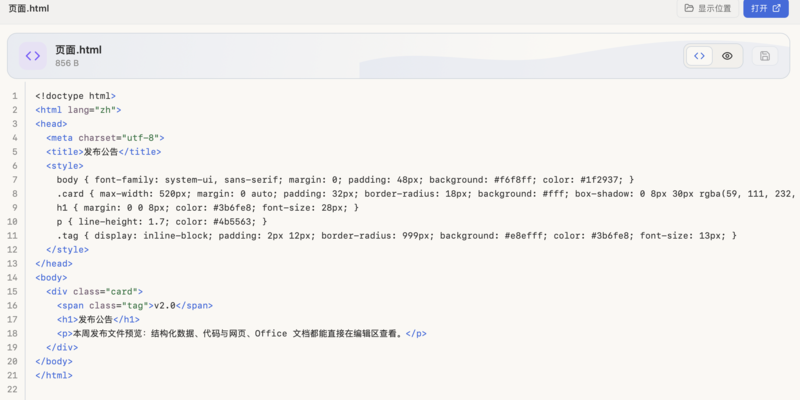 页面.html
显示位置
打开
页面.html
856 B
1 <!doctype html>
2 <html lang="zh">
3 <head>
4   <meta charset="utf-8">
5   <title>发布公告</title>
6   <style>
7     body { font-family: system-ui, sans-serif; margin: 0; padding: 48px; background: #f6f8ff; color: #1f2937; }
8     .card { max-width: 520px; margin: 0 auto; padding: 32px; border-radius: 18px; background: #fff; box-shadow: 0 8px 30px rgba(59, 111, 232,
9     h1 { margin: 0 0 8px; color: #3b6fe8; font-size: 28px; }
10     p { line-height: 1.7; color: #4b5563; }
11     .tag { display: inline-block; padding: 2px 12px; border-radius: 999px; background: #e8efff; color: #3b6fe8; font-size: 13px; }
12   </style>
13 </head>
14 <body>
15   <div class="card">
16     <span class="tag">v2.0</span>
17     <h1>发布公告</h1>
18     <p>本周发布文件预览：结构化数据、代码与网页、Office 文档都能直接在编辑区查看。</p>
19   </div>
20 </body>
21 </html>
22